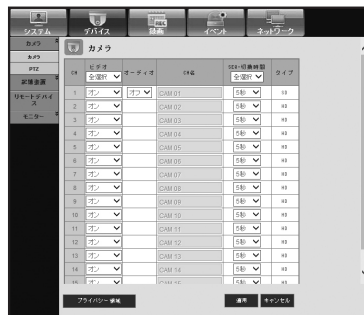 システム デバイス 録画 イベント ネットワーク
カメラ
カメラ
PTZ
記憶装置
リモートデバイス
モニター
カメラ
CH ビデオ オーディオ CH名 SEQ-切換時間 タイプ
全選択 全選択
1 オン オフ CAM 01 5秒
2 オン CAM 02 5秒 HD
3 オン CAM 03 5秒 HD
4 オン CAM 04 5秒 HD
5 オン CAM 05 5秒 HD
6 オン CAM 06 5秒 HD
7 オン CAM 07 5秒 HD
8 オン CAM 08 5秒 HD
9 オン CAM 09 5秒 HD
10 オン CAM 10 5秒 HD
11 オン CAM 11 5秒 HD
12 オン CAM 12 5秒 HD
13 オン CAM 13 5秒 HD
14 オン CAM 14 5秒 HD
プライバシー領域 適用 キャンセル